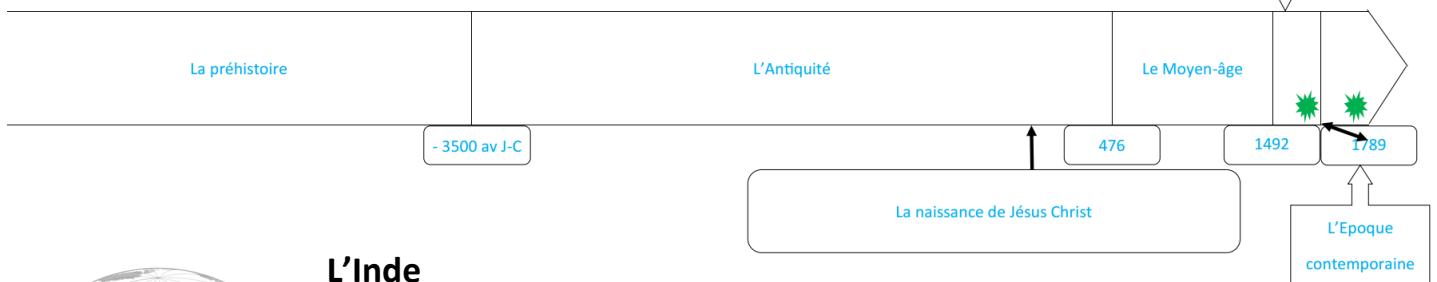 La préhistoire
L'Antiquité
Le Moyen-âge
- 3500 av J-C
476
1492
1789
La naissance de Jésus Christ
L'Epoque
contemporaine
L'Inde